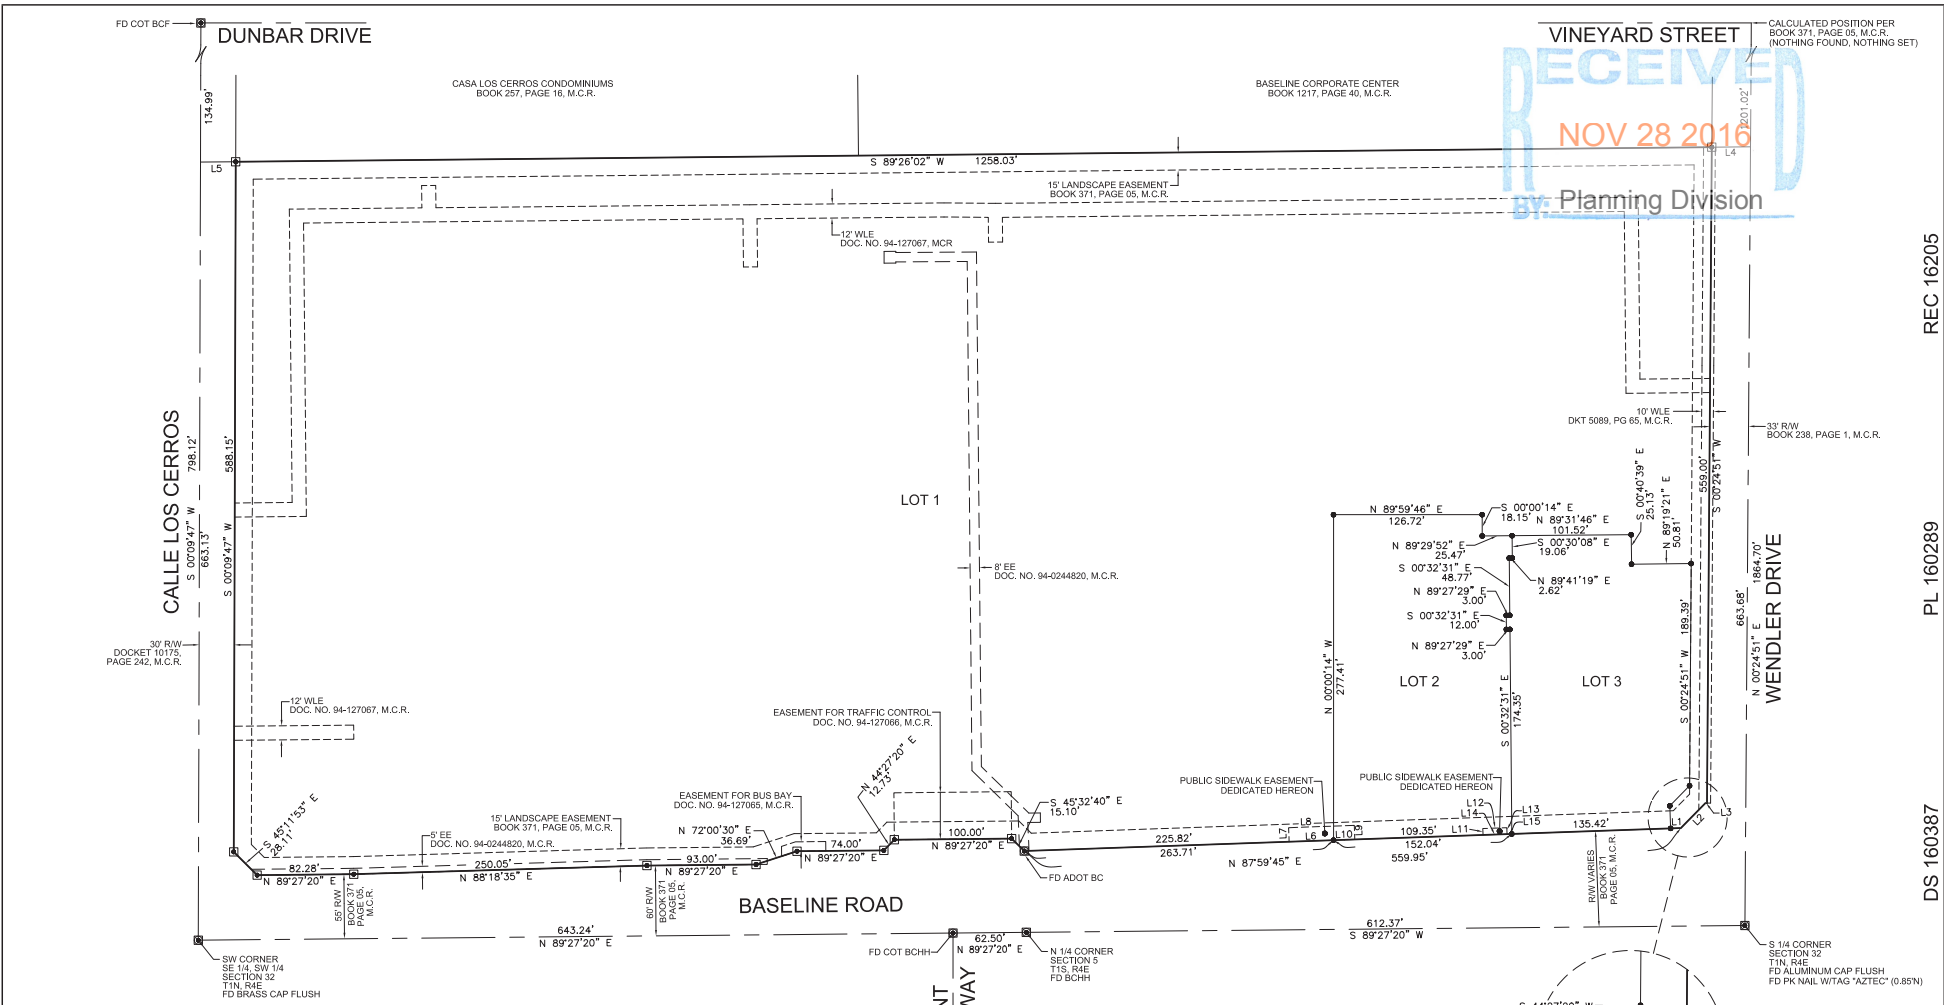 FD COT BCF
DUNBAR DRIVE
VINEYARD STREET
CALCULATED POSITION PER
BOOK 371, PAGE 05, M.C.R.
(NOTHING FOUND, NOTHING SET)
RECEIVED
NOV 28 2016
BY: Planning Division
134.99'
CASA LOS CERROS CONDOMINIUMS
BOOK 257, PAGE 16, M.C.R.
BASELINE CORPORATE CENTER
BOOK 1217, PAGE 40, M.C.R.
1201.02'
L5
S 89°26'02" W 1258.03'
L4
15' LANDSCAPE EASEMENT
BOOK 371, PAGE 05, M.C.R.
12' WLE
DOC. NO. 94-127067, MCR
REC 16205
PL 160289
DS 160387
CALLE LOS CERROS
S 00°09'47" W 798.12'
663.13'
S 00°09'47" W 588.15'
LOT 1
10' WLE
DKT 5089, PG 65, M.C.R.
33' R/W
BOOK 238, PAGE 1, M.C.R.
559.00'
S 00°24'51" W
N 89°59'46" E
126.72'
S 00°00'14" E
18.15'
N 89°31'46" E
101.52'
S 00°40'39" E
25.13'
N 89°19'21" E
50.81'
N 89°29'52" E
25.47'
S 00°30'08" E
19.06'
S 00°32'31" E
48.77'
N 89°41'19" E
2.62'
N 89°27'29" E
3.00'
S 00°32'31" E
12.00'
N 89°27'29" E
3.00'
8' EE
DOC. NO. 94-0244820, M.C.R.
N 00°00'14" W
277.41'
LOT 2
LOT 3
S 00°32'31" E
174.35'
S 00°24'51" W 189.39'
N 00°24'51" E 1864.70'
663.68'
WENDLER DRIVE
30' R/W
DOCKET 10175,
PAGE 242, M.C.R.
12' WLE
DOC. NO. 94-127067, M.C.R.
EASEMENT FOR TRAFFIC CONTROL
DOC. NO. 94-127066, M.C.R.
N 44°27'20" E
12.73'
EASEMENT FOR BUS BAY
DOC. NO. 94-127065, M.C.R.
S 45°32'40" E
15.10'
PUBLIC SIDEWALK EASEMENT
DEDICATED HEREON
PUBLIC SIDEWALK EASEMENT
DEDICATED HEREON
S 45°11'53" E
28.11'
15' LANDSCAPE EASEMENT
BOOK 371, PAGE 05, M.C.R.
5' EE
DOC. NO. 94-0244820, M.C.R.
N 72°00'30" E
36.69'
L7
L8
L6
L10
L9
L11
L12
L14
L13
L15
L1
L2
L3
82.28'
N 89°27'20" E
250.05'
N 88°18'35" E
93.00'
N 89°27'20" E
74.00'
N 89°27'20" E
100.00'
N 89°27'20" E
225.82'
263.71'
N 87°59'45" E
109.35'
152.04'
559.95'
135.42'
FD ADOT BC
55' R/W
BOOK 371
PAGE 05,
M.C.R.
60' R/W
BOOK 371
PAGE 05,
M.C.R.
R/W VARIES
BOOK 371
PAGE 05, M.C.R.
BASELINE ROAD
643.24'
N 89°27'20" E
62.50'
N 89°27'20" E
612.37'
S 89°27'20" W
SW CORNER
SE 1/4, SW 1/4
SECTION 32
T1N, R4E
FD BRASS CAP FLUSH
FD COT BCHH
N 1/4 CORNER
SECTION 5
T1S, R4E
FD BCHH
S 1/4 CORNER
SECTION 32
T1N, R4E
FD ALUMINUM CAP FLUSH
FD PK NAIL W/TAG "AZTEC" (0.85'N)
NT
WAY